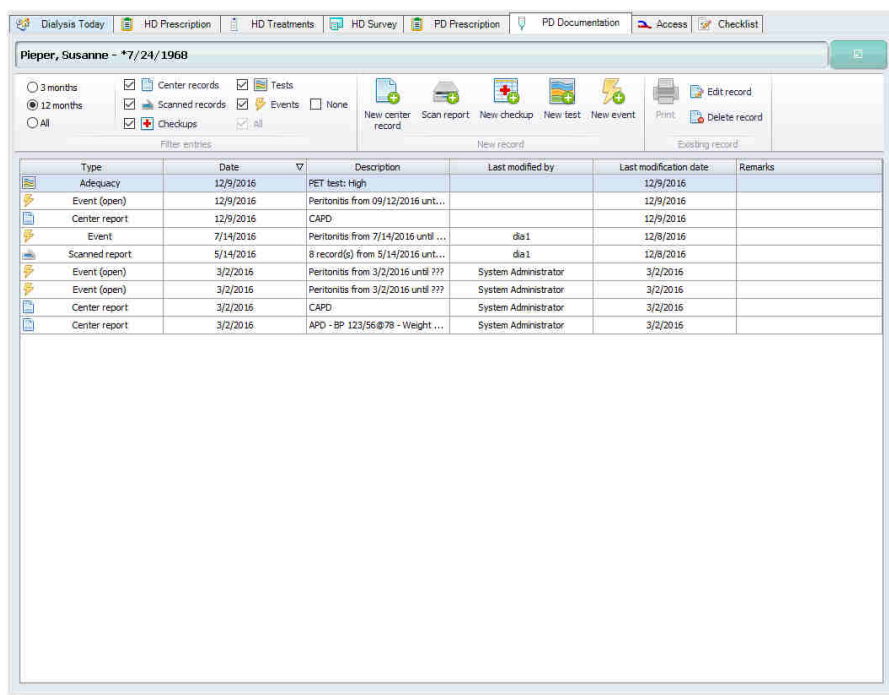 Dialysis Today HD Prescription HD Treatments HD Survey PD Prescription PD Documentation Access Checklist
Pieper, Susanne - *7/24/1968
3 months Center records Tests
12 months Scanned records Events None
All Checkups All
Filter entries
New center record Scan report New checkup New test New event
New record
Print Edit record
Delete record
Existing record
Type Date Description Last modified by Last modification date Remarks
Adequacy 12/9/2016 PET test: High 12/9/2016
Event (open) 12/9/2016 Peritonitis from 09/12/2016 unt... 12/9/2016
Center report 12/9/2016 CAPD 12/9/2016
Event 7/14/2016 Peritonitis from 7/14/2016 until ... dia1 12/8/2016
Scanned report 5/14/2016 8 record(s) from 5/14/2016 unt... dia1 12/8/2016
Event (open) 3/2/2016 Peritonitis from 3/2/2016 until ??? System Administrator 3/2/2016
Event (open) 3/2/2016 Peritonitis from 3/2/2016 until ??? System Administrator 3/2/2016
Center report 3/2/2016 CAPD System Administrator 3/2/2016
Center report 3/2/2016 APD - BP 123/56@78 - Weight ... System Administrator 3/2/2016